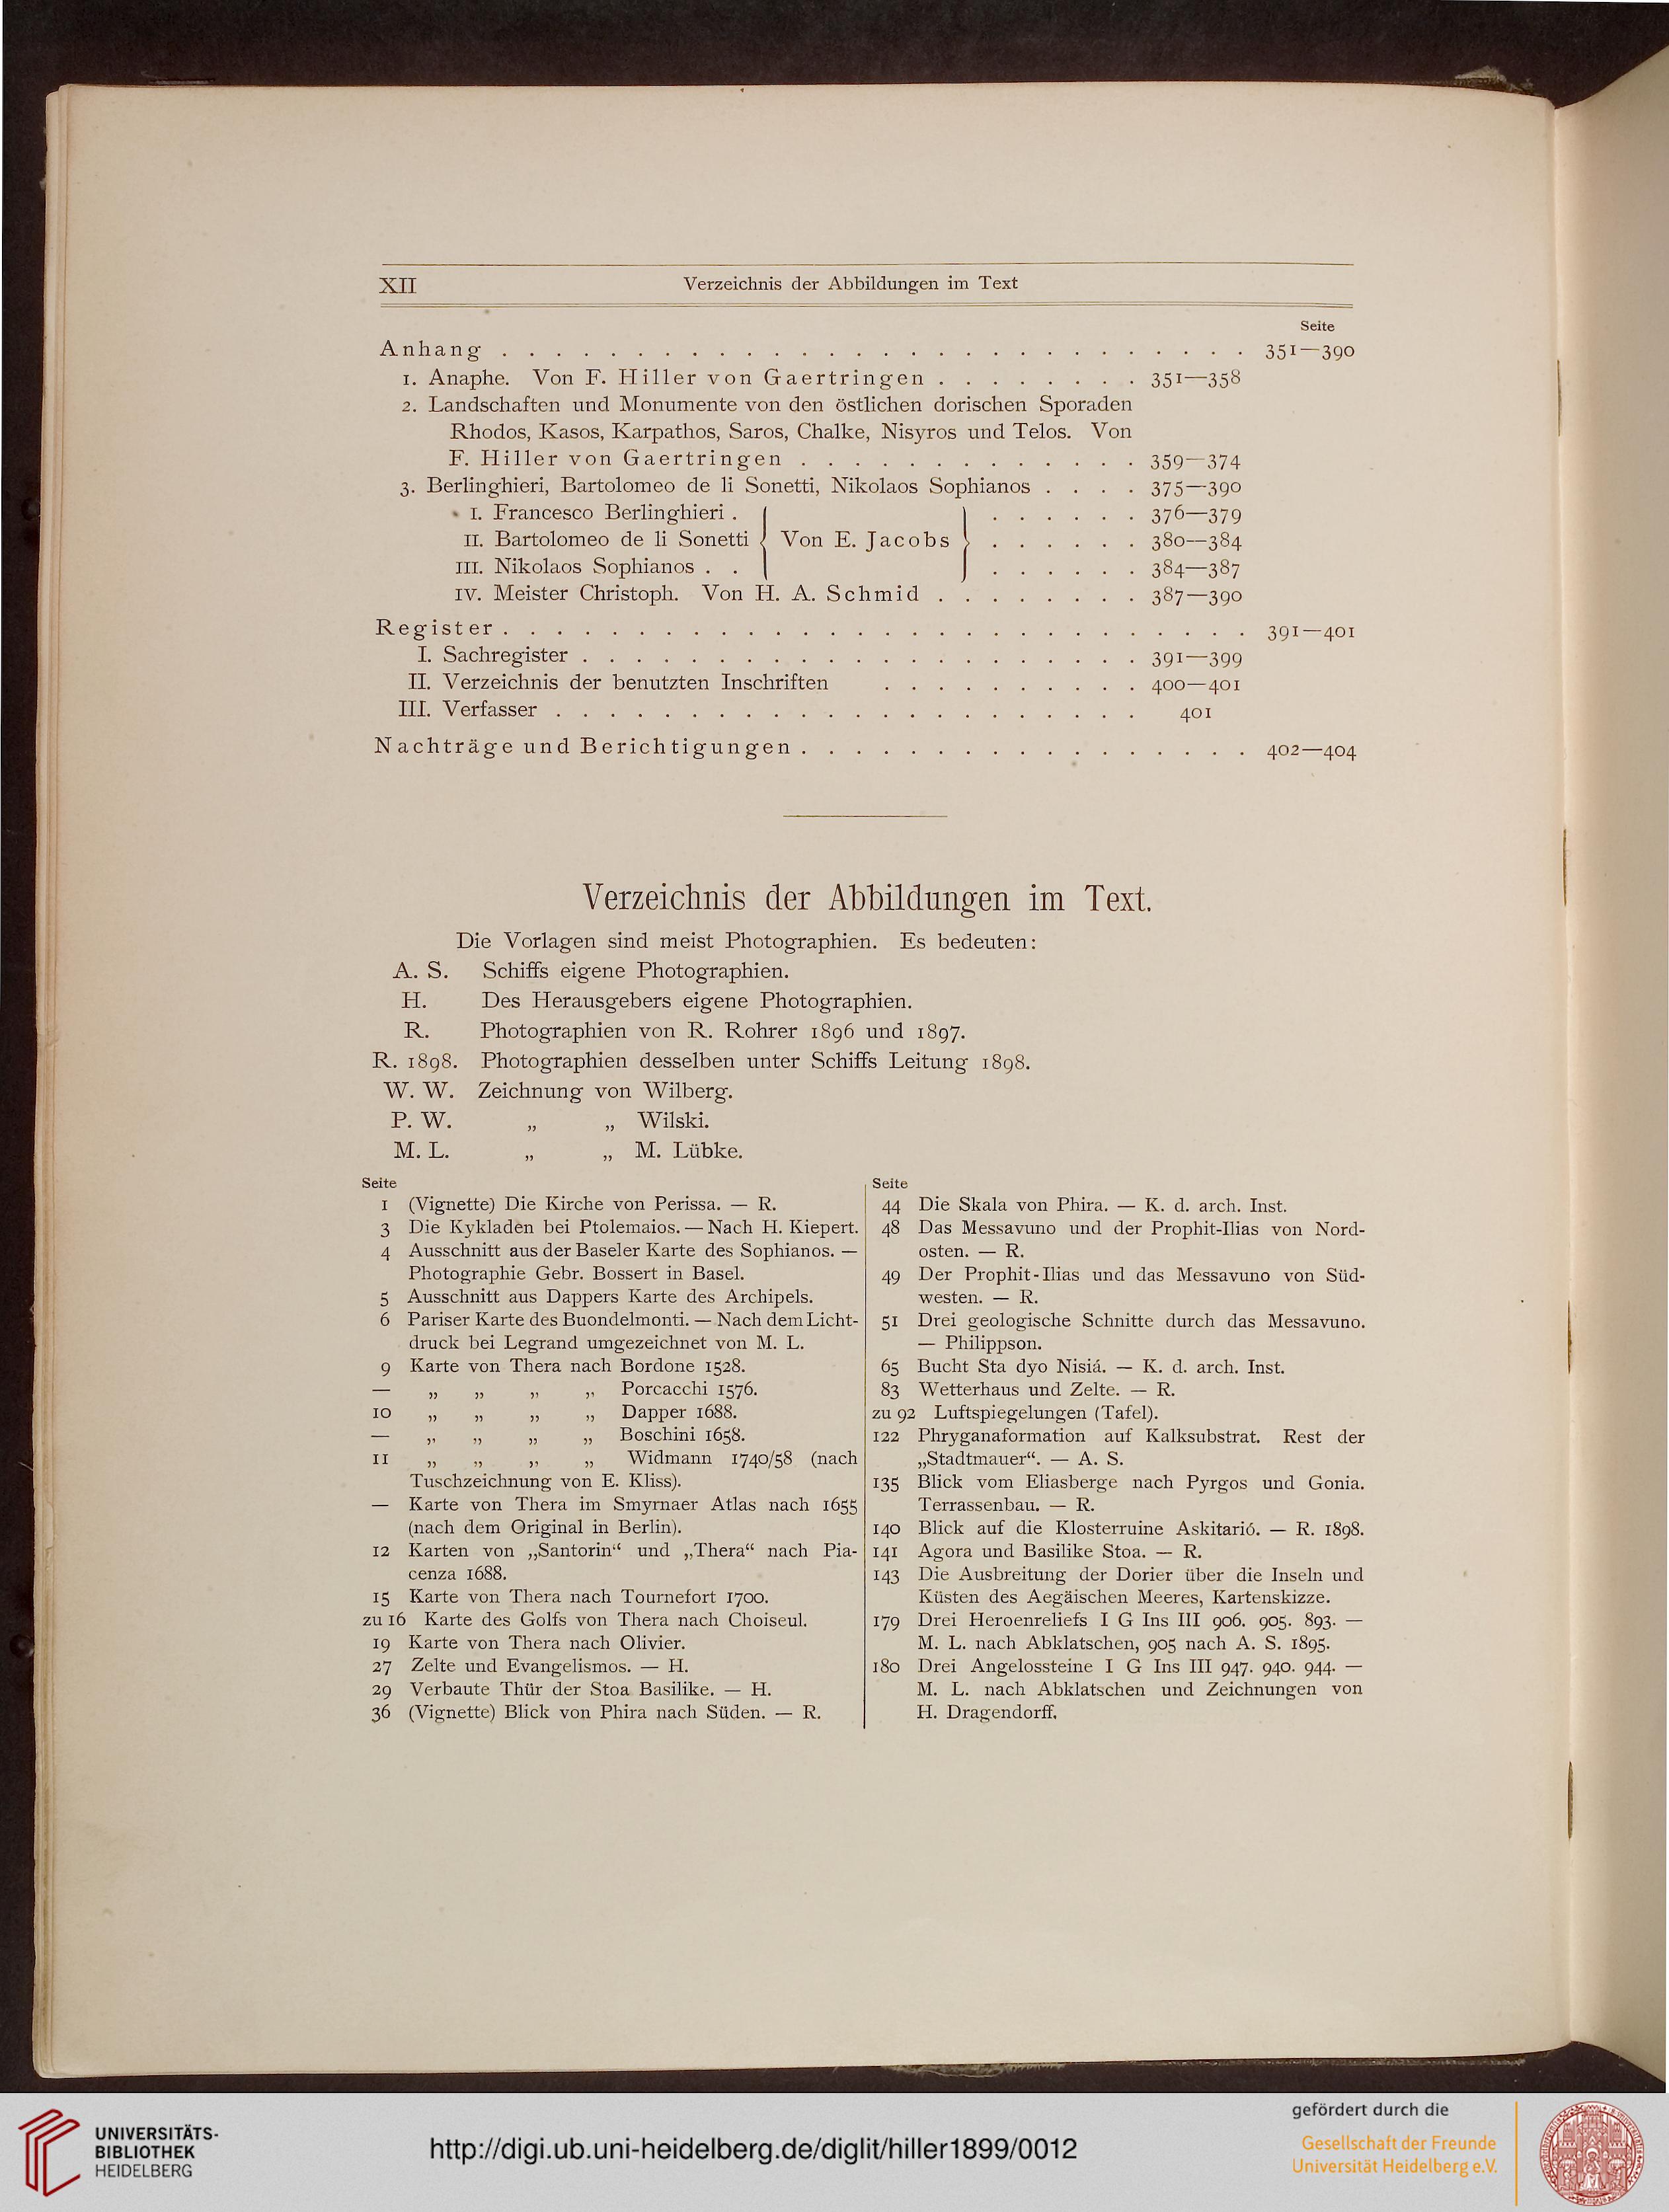 XII Verzeichnis der Abbildungen im Text
Seite
Anhang . . . . . . . . . . . . . . . . . . . . . . . . . . . . 351—390
1. Anaphe. Von F. Hiller von Gaertringen . . . . . . . . 351—358
2. Landschaften und Monumente von den östlichen dorischen Sporaden
Rhodos, Kasos, Karpathos, Saros, Chalke, Nisyros und Telos. Von
F. Hiller von Gaertringen . . . . . . . . . . . . . 359—374
3. Berlinghieri, Bartolomeo de li Sonetti, Nikolaos Sophianos . . . . 375—390
I. Francesco Berlinghieri . . . . . . . 376—379
II. Bartolomeo de li Sonetti { Von E. Jacobs } . . . . . . 380—384
III. Nikolaos Sophianos . . . . . . . . 384—387
IV. Meister Christoph. Von H. A. Schmid . . . . . . . . 387—390
Register . . . . . . . . . . . . . . . . . . . . . . . . . . . . 391—401
I. Sachregister . . . . . . . . . . . . . . . . . . . . . 391—399
II. Verzeichnis der benutzten Inschriften . . . . . . . . . . 400—401
III. Verfasser . . . . . . . . . . . . . . . . . . . . . . 401
Nachträge und Berichtigungen . . . . . . . . . . . . . . . . . 402—404
Verzeichnis der Abbildungen im Text.
Die Vorlagen sind meist Photographien. Es bedeuten:
A. S. Schiffs eigene Photographien.
H. Des Herausgebers eigene Photographien.
R. Photographien von R. Rohrer 1896 und 1897.
R. 1898. Photographien desselben unter Schiffs Leitung 1898.
W. W. Zeichnung von Wilberg.
P. W. „ „ Wilski.
M. L. „ „ M. Lübke.
Seite
1 (Vignette) Die Kirche von Perissa. — R.
3 Die Kykladen bei Ptolemaios. — Nach H. Kiepert.
4 Ausschnitt aus der Baseler Karte des Sophianos. —
Photographie Gebr. Bossert in Basel.
5 Ausschnitt aus Dappers Karte des Archipels.
6 Pariser Karte des Buondelmonti. — Nach dem Licht-
druck bei Legrand umgezeichnet von M. L.
9 Karte von Thera nach Bordone 1528.
— „ „ „ „ Porcacchi 1576.
10 „ „ „ „ Dapper 1688.
— „ „ „ „ Boschini 1658.
11 „ „ „ „ Widmann 1740/58 (nach
Tuschzeichnung von E. Kliss).
— Karte von Thera im Smyrnaer Atlas nach 1655
(nach dem Original in Berlin).
12 Karten von „Santorin“ und „Thera“ nach Pia-
cenza 1688.
15 Karte von Thera nach Tournefort 1700.
zu 16 Karte des Golfs von Thera nach Choiseul.
19 Karte von Thera nach Olivier.
27 Zelte und Evangelismos. — H.
29 Verbaute Thür der Stoa Basilike. — H.
36 (Vignette) Blick von Phira nach Süden. — R.
Seite
44 Die Skala von Phira. — K. d. arch. Inst.
48 Das Messavuno und der Prophit-Ilias von Nord-
osten. — R.
49 Der Prophit-Ilias und das Messavuno von Süd-
westen. — R.
51 Drei geologische Schnitte durch das Messavuno.
— Philippson.
65 Bucht Sta dyo Nisiá. — K. d. arch. Inst.
83 Wetterhaus und Zelte. — R.
zu 92 Luftspiegelungen (Tafel).
122 Phryganaformation auf Kalksubstrat. Rest der
„Stadtmauer“. — A. S.
135 Blick vom Eliasberge nach Pyrgos und Gonia.
Terrassenbau. — R.
140 Blick auf die Klosterruine Askitarió. — R. 1898.
141 Agora und Basilike Stoa. — R.
143 Die Ausbreitung der Dorier über die Inseln und
Küsten des Aegäischen Meeres, Kartenskizze.
179 Drei Heroenreliefs I G Ins III 906. 905. 893. —
M. L. nach Abklatschen, 905 nach A. S. 1895.
180 Drei Angelossteine I G Ins III 947. 940. 944. —
M. L. nach Abklatschen und Zeichnungen von
H. Dragendorff.
UNIVERSITÄTS-
BIBLIOTHEK
HEIDELBERG
http://digi.ub.uni-heidelberg.de/diglit/hiller1899/0012
gefördert durch die
Gesellschaft der Freunde
Universität Heidelberg e.V.